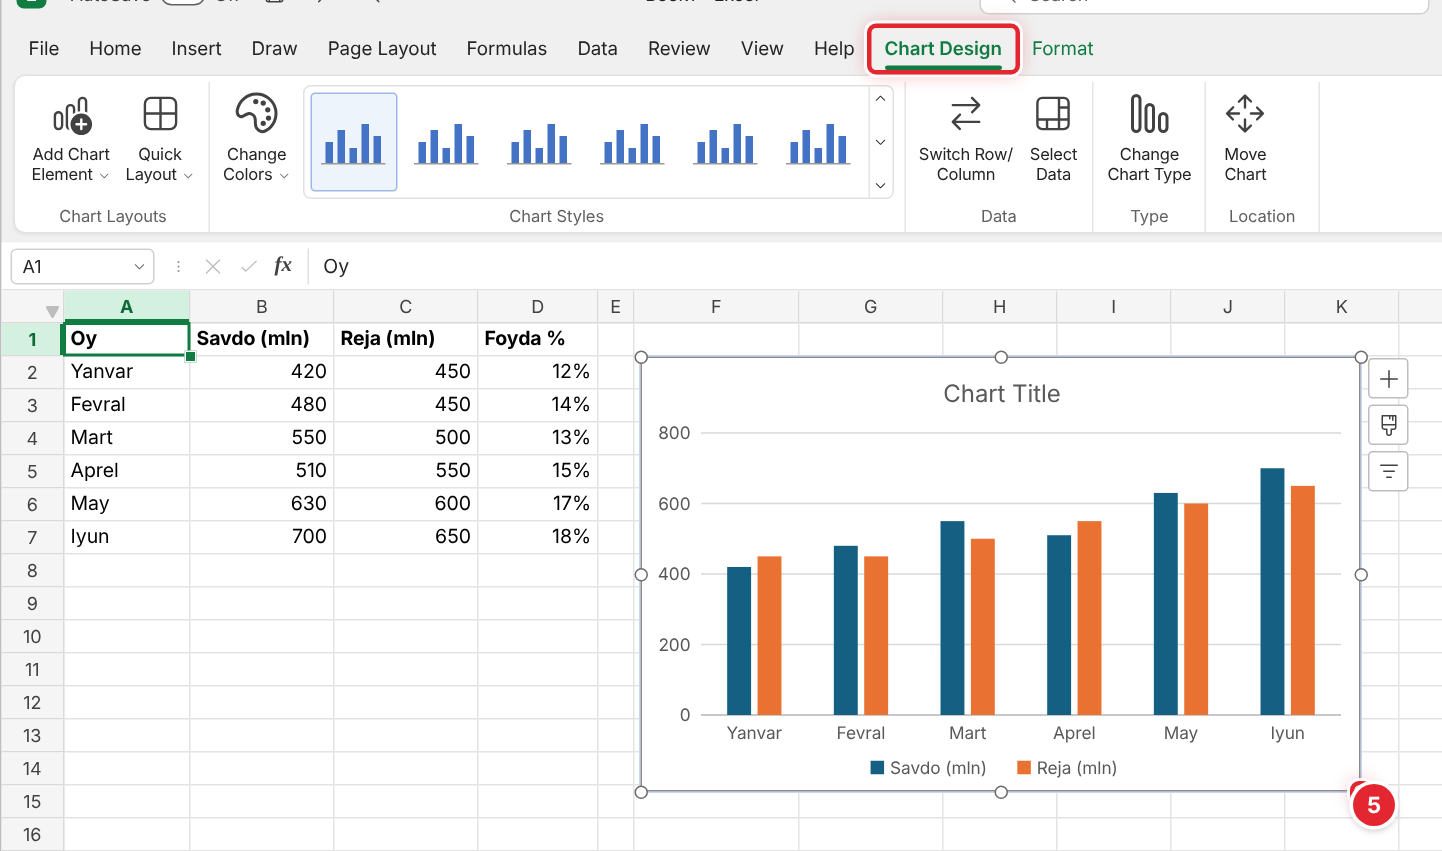 File Home Insert Draw Page Layout Formulas Data Review View Help Chart Design Format
Add Chart Element
Quick Layout
Change Colors
Switch Row/ Column
Select Data
Change Chart Type
Move Chart
Chart Layouts
Chart Styles
Data
Type
Location
A1
fx
Oy
A B C D E F G H I J K
1 Oy Savdo (mln) Reja (mln) Foyda %
2 Yanvar 420 450 12%
3 Fevral 480 450 14%
4 Mart 550 500 13%
5 Aprel 510 550 15%
6 May 630 600 17%
7 Iyun 700 650 18%
8
9
10
11
12
13
14
15
16
Chart Title
800
600
400
200
0
Yanvar Fevral Mart Aprel May Iyun
Savdo (mln) Reja (mln)
5